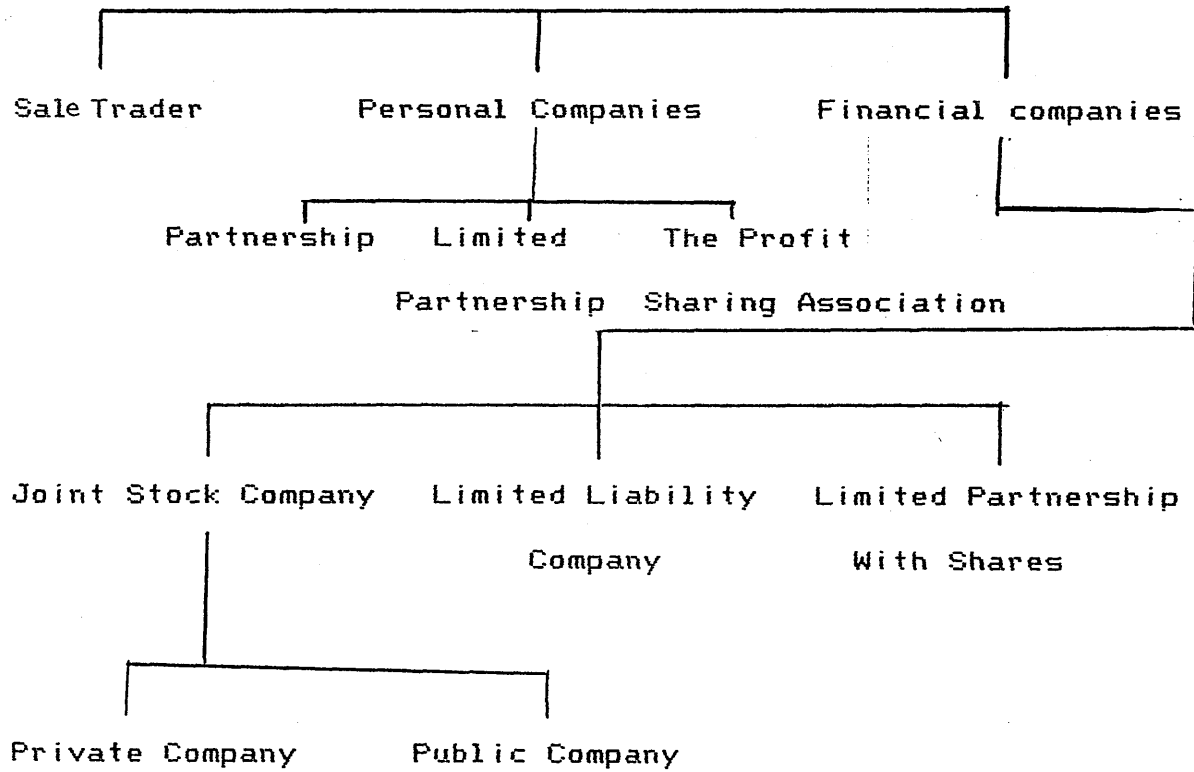 Sale Trader Personal Companies Financial companies
Partnership Limited The Profit
Partnership Sharing Association
Joint Stock Company Limited Liability Limited Partnership
Company With Shares
Private Company Public Company